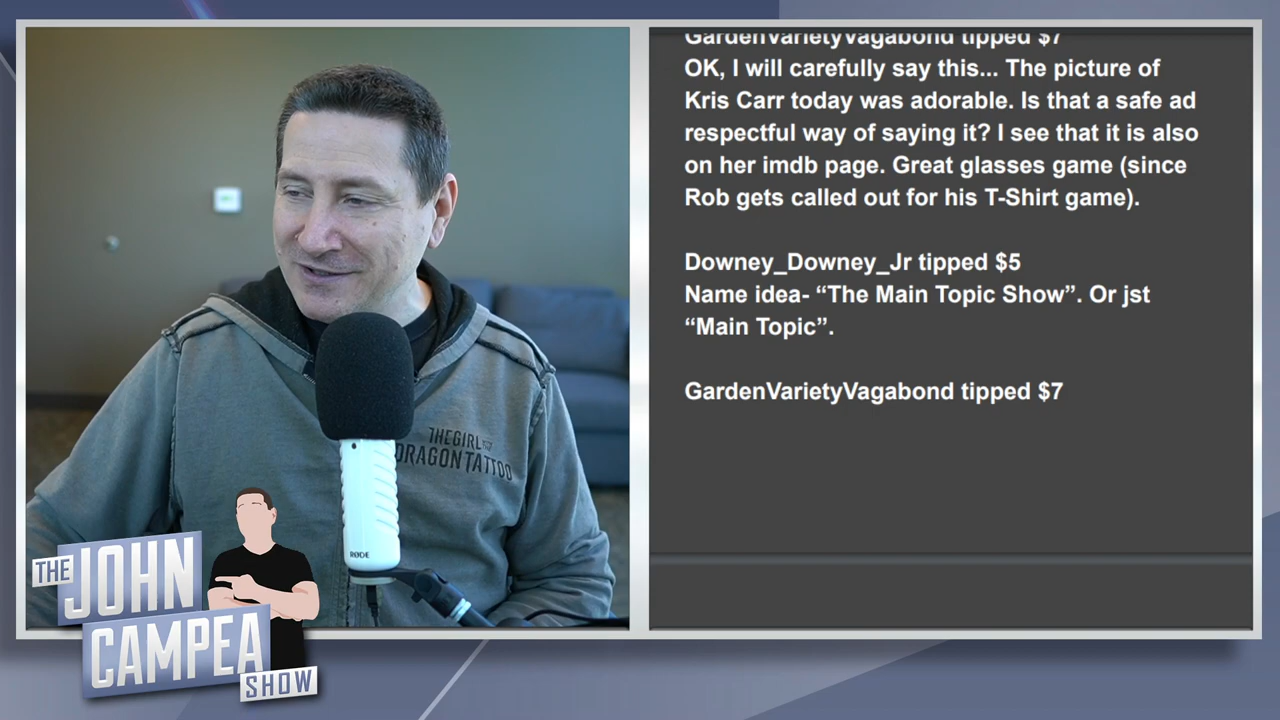 GardenVarietyVagabond tipped $7
OK, I will carefully say this... The picture of
Kris Carr today was adorable. Is that a safe ad
respectful way of saying it? I see that it is also
on her imdb page. Great glasses game (since
Rob gets called out for his T-Shirt game).
Downey_Downey_Jr tipped $5
Name idea- “The Main Topic Show”. Or jst
“Main Topic”.
GardenVarietyVagabond tipped $7
THE GIRL WITH THE
DRAGON TATTOO
RØDE
THE
JOHN
CAMPEA
SHOW